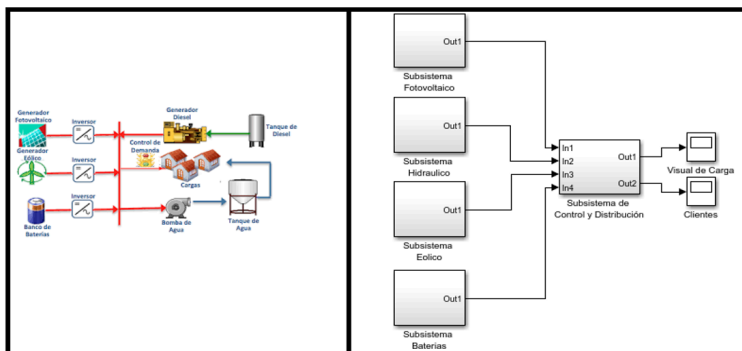 Generador
Fotovoltaico
Inversor
Generador
Diesel
Tanque de
Diesel
Generador
Eólico
Inversor
Control de
Demanda
Cargas
Inversor
Banco de
Baterías
Bomba de
Agua
Tanque de
Agua
Out1
Subsistema
Fotovoltaico
Out1
Subsistema
Hidraulico
Out1
Subsistema
Eolico
Out1
Subsistema
Baterias
In1
In2
In3
In4
Out1
Out2
Subsistema de
Control y Distribución
Visual de Carga
Clientes